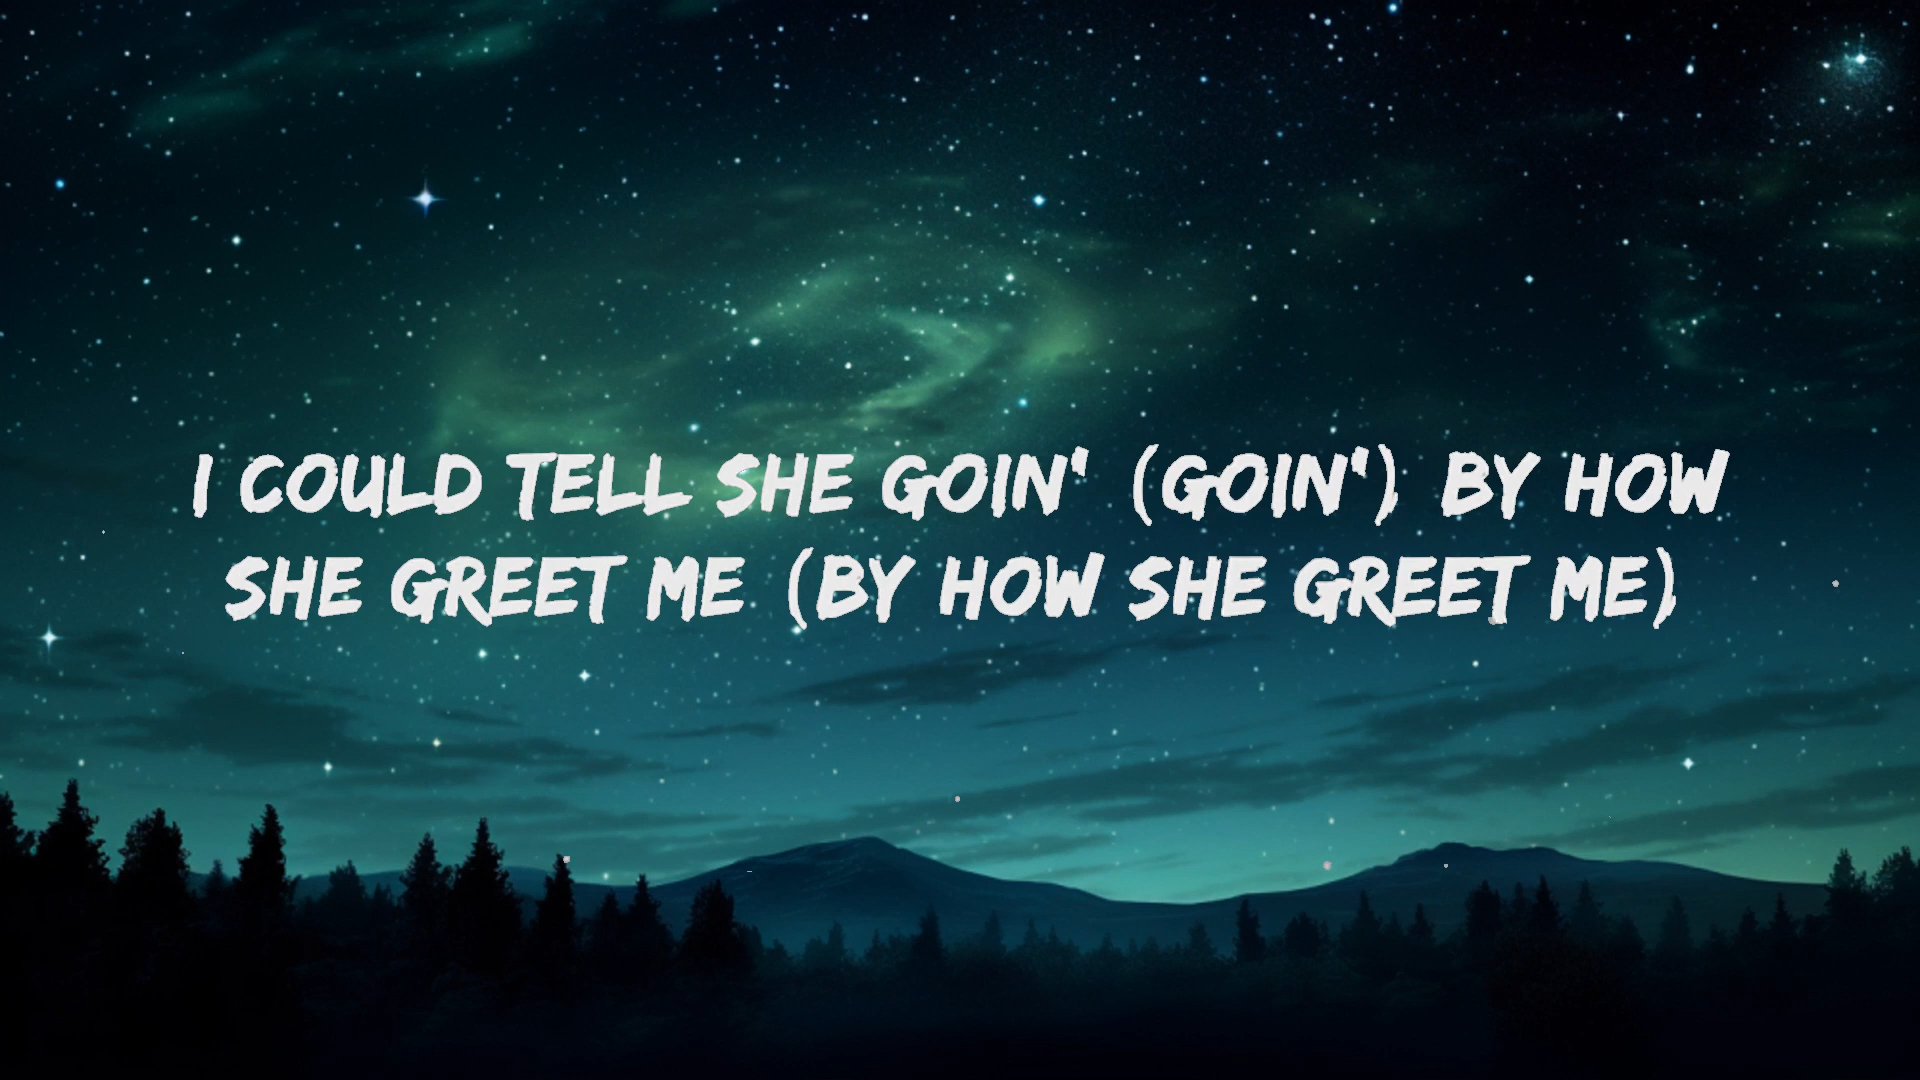 I COULD TELL SHE GOIN' (GOIN') BY HOW
SHE GREET ME (BY HOW SHE GREET ME)